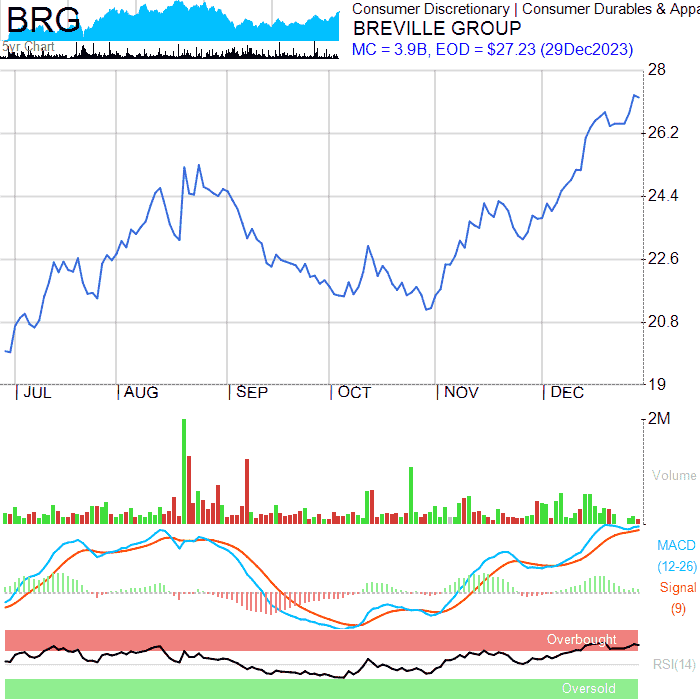 BRG
5yr Chart
Consumer Discretionary | Consumer Durables & Appa
BREVILLE GROUP
MC = 3.9B, EOD = $27.23 (29Dec2023)
28
26.2
24.4
22.6
20.8
19
JUL AUG SEP OCT NOV DEC
2M
Volume
MACD
(12-26)
Signal
(9)
Overbought
RSI(14)
Oversold